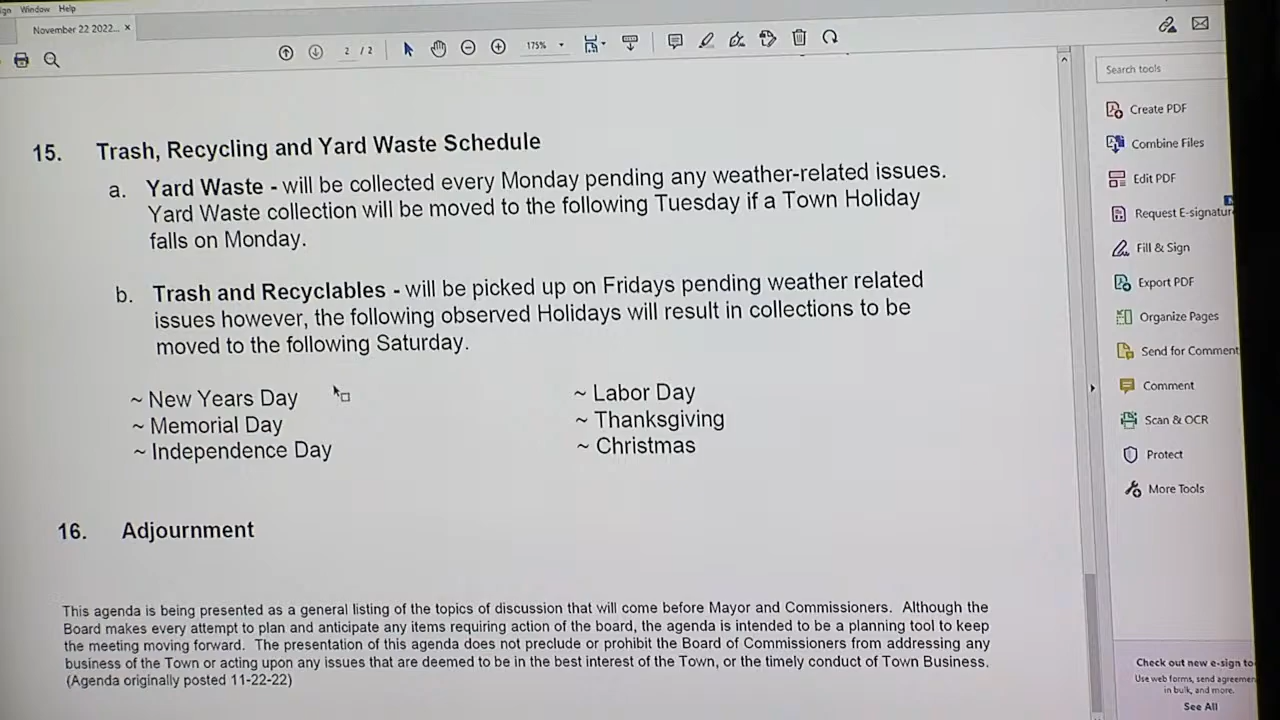 ign Window Help
November 22 2022... ×
2 / 2
175%
Search tools
15. Trash, Recycling and Yard Waste Schedule
a. Yard Waste - will be collected every Monday pending any weather-related issues.
Yard Waste collection will be moved to the following Tuesday if a Town Holiday
falls on Monday.
b. Trash and Recyclables - will be picked up on Fridays pending weather related
issues however, the following observed Holidays will result in collections to be
moved to the following Saturday.
~ New Years Day
~ Memorial Day
~ Independence Day
~ Labor Day
~ Thanksgiving
~ Christmas
16. Adjournment
This agenda is being presented as a general listing of the topics of discussion that will come before Mayor and Commissioners. Although the
Board makes every attempt to plan and anticipate any items requiring action of the board, the agenda is intended to be a planning tool to keep
the meeting moving forward. The presentation of this agenda does not preclude or prohibit the Board of Commissioners from addressing any
business of the Town or acting upon any issues that are deemed to be in the best interest of the Town, or the timely conduct of Town Business.
(Agenda originally posted 11-22-22)
Create PDF
Combine Files
Edit PDF
Request E-signatur
Fill & Sign
Export PDF
Organize Pages
Send for Comment
Comment
Scan & OCR
Protect
More Tools
Check out new e-sign to
Use web forms, send agreemen
in bulk, and more.
See All